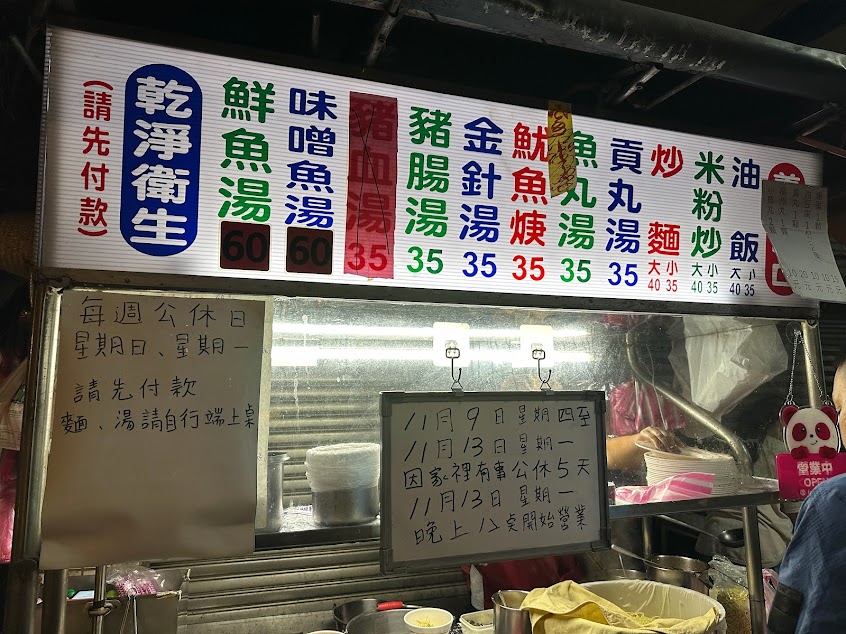 (請先付款)
乾淨衛生
鮮魚湯 60
味噌魚湯 60
豬血湯 35
豬腸湯 35
金針湯 35
魷魚焿 35
魚丸湯 35
貢丸湯 35
炒麵 大40 小35
米粉炒 大40 小35
油飯 大40 小35
每週公休日
星期日、星期一
請先付款
麵、湯請自行端上桌
11月9日星期四至
11月13日星期一
因家裡有事公休5天
11月13日星期一
晚上八點開始營業
營業中
OPEN